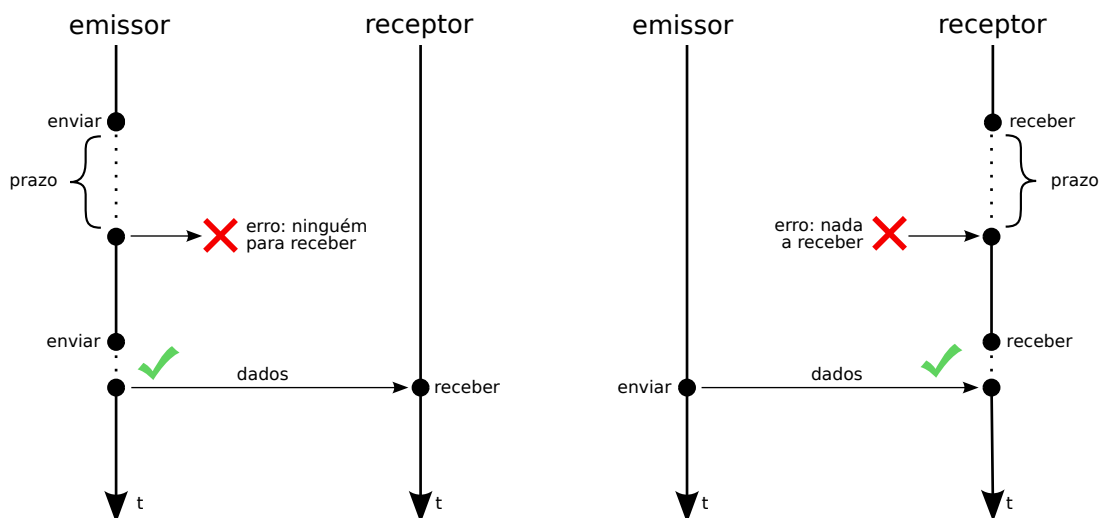 emissor
receptor
enviar
prazo
erro: ninguém
para receber
enviar
dados
receber
t
t
emissor
receptor
receber
prazo
erro: nada
a receber
receber
enviar
dados
t
t